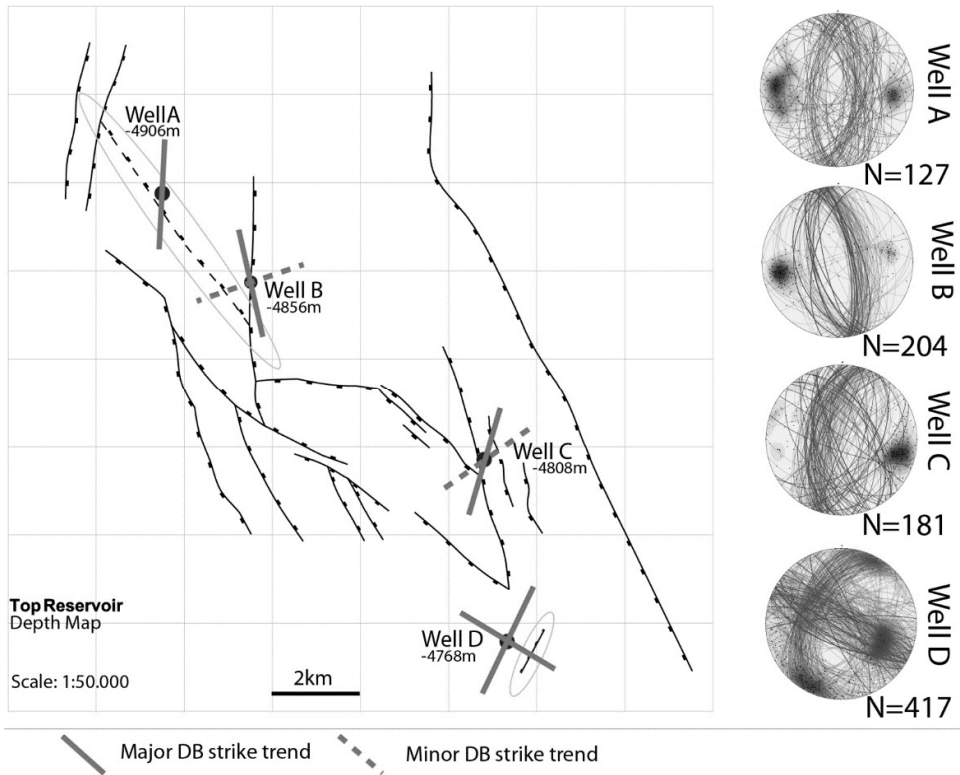 WellA
-4906m
Well B
-4856m
Well C
-4808m
Well D
-4768m
Top Reservoir
Depth Map
Scale: 1:50.000
2km
Well A
N=127
Well B
N=204
Well C
N=181
Well D
N=417
Major DB strike trend
Minor DB strike trend